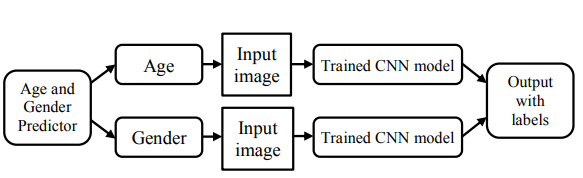 Age and
Gender
Predictor
Age
Input
image
Trained CNN model
Gender
Input
image
Trained CNN model
Output
with
labels